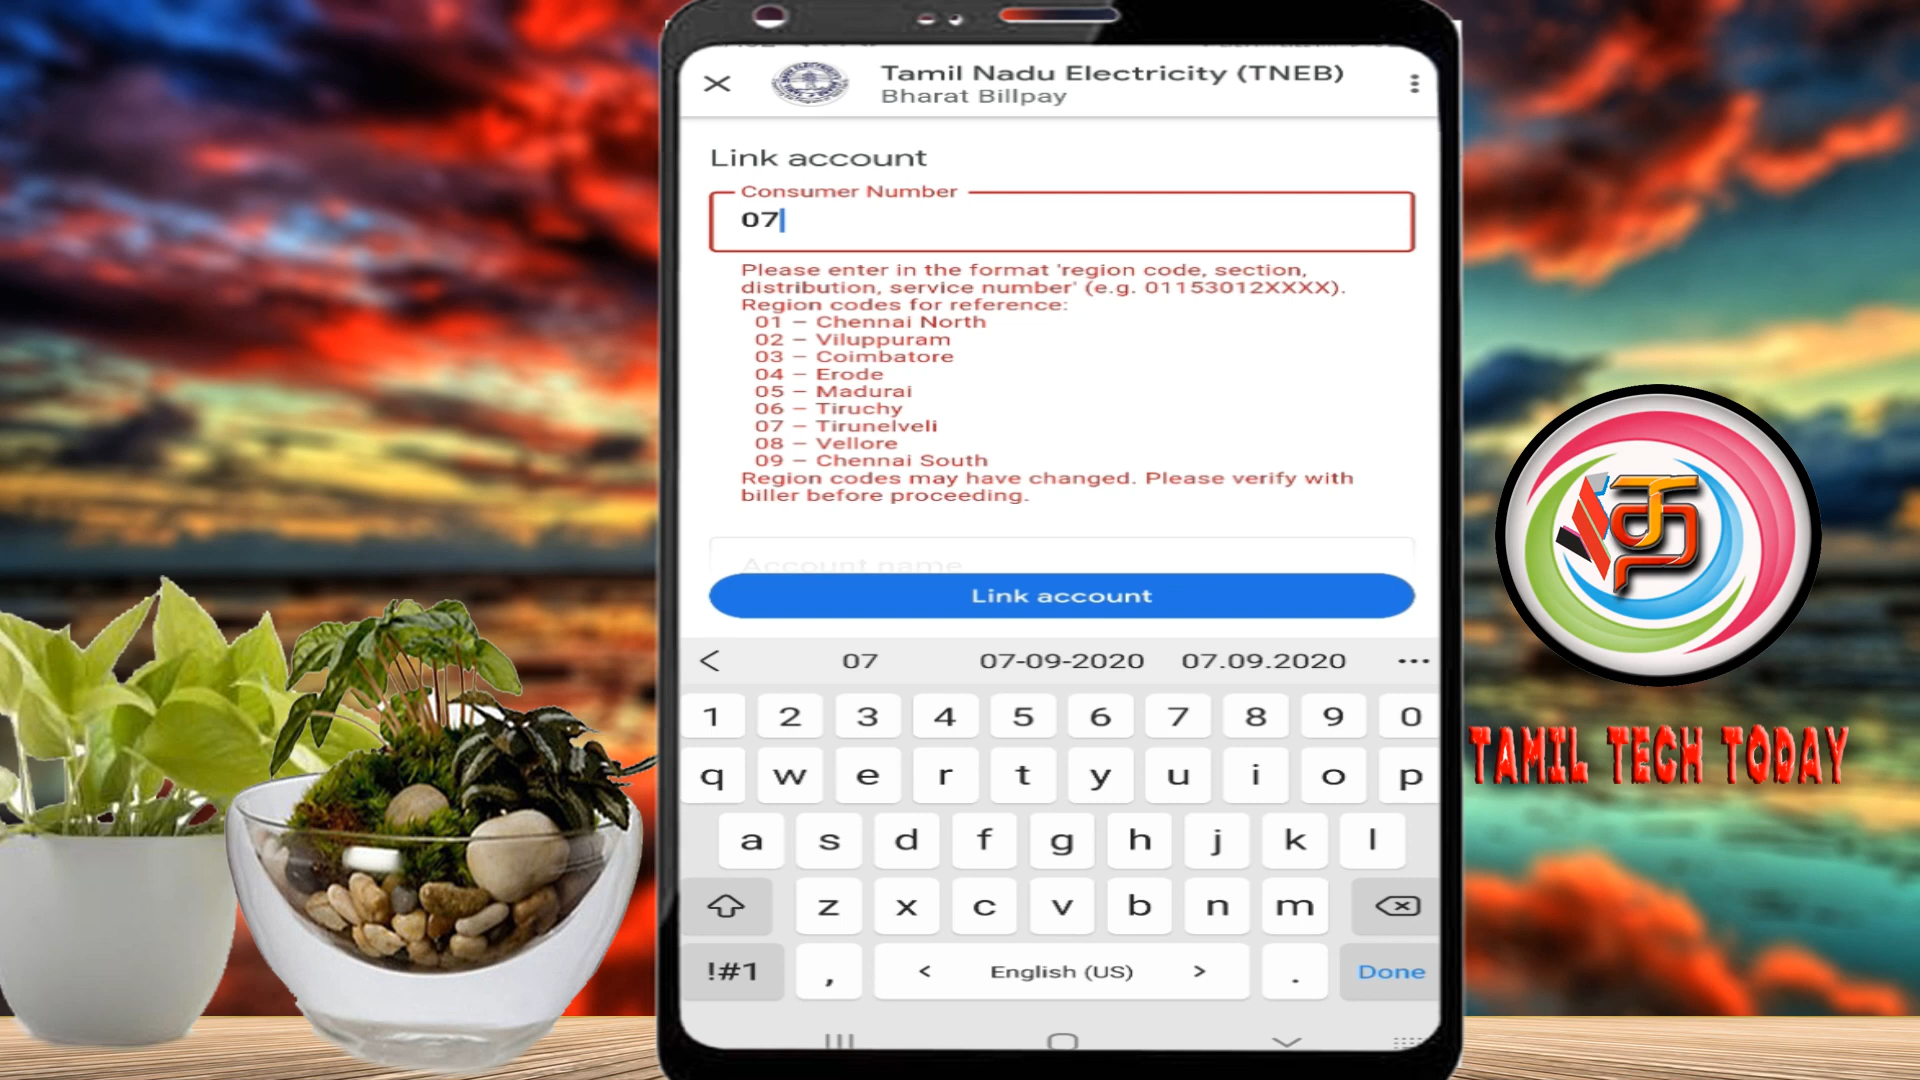 Tamil Nadu Electricity (TNEB)
Bharat Billpay
Link account
Consumer Number
07
Please enter in the format 'region code, section,
distribution, service number' (e.g. 01153012XXXX).
Region codes for reference:
01 – Chennai North
02 – Viluppuram
03 – Coimbatore
04 – Erode
05 – Madurai
06 – Tiruchy
07 – Tirunelveli
08 – Vellore
09 – Chennai South
Region codes may have changed. Please verify with
biller before proceeding.
Account name
Link account
07 07-09-2020 07.09.2020
1 2 3 4 5 6 7 8 9 0
q w e r t y u i o p
a s d f g h j k l
z x c v b n m
!#1 , < English (US) > . Done
TAMIL TECH TODAY